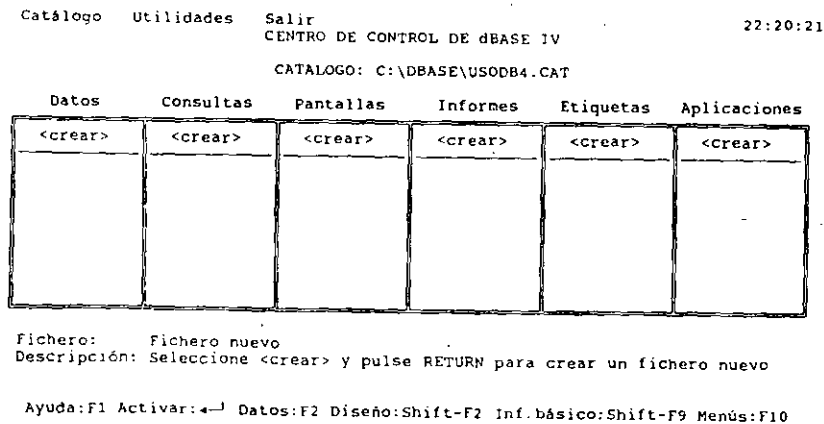 Catálogo Utilidades Salir 22:20:21
CENTRO DE CONTROL DE dBASE IV
CATALOGO: C:\DBASE\USODB4.CAT
Datos Consultas Pantallas Informes Etiquetas Aplicaciones
<crear> <crear> <crear> <crear> <crear> <crear>
Fichero: Fichero nuevo
Descripción: Seleccione <crear> y pulse RETURN para crear un fichero nuevo
Ayuda:F1 Activar:◄─┘ Datos:F2 Diseño:Shift-F2 Inf.básico:Shift-F9 Menús:F10